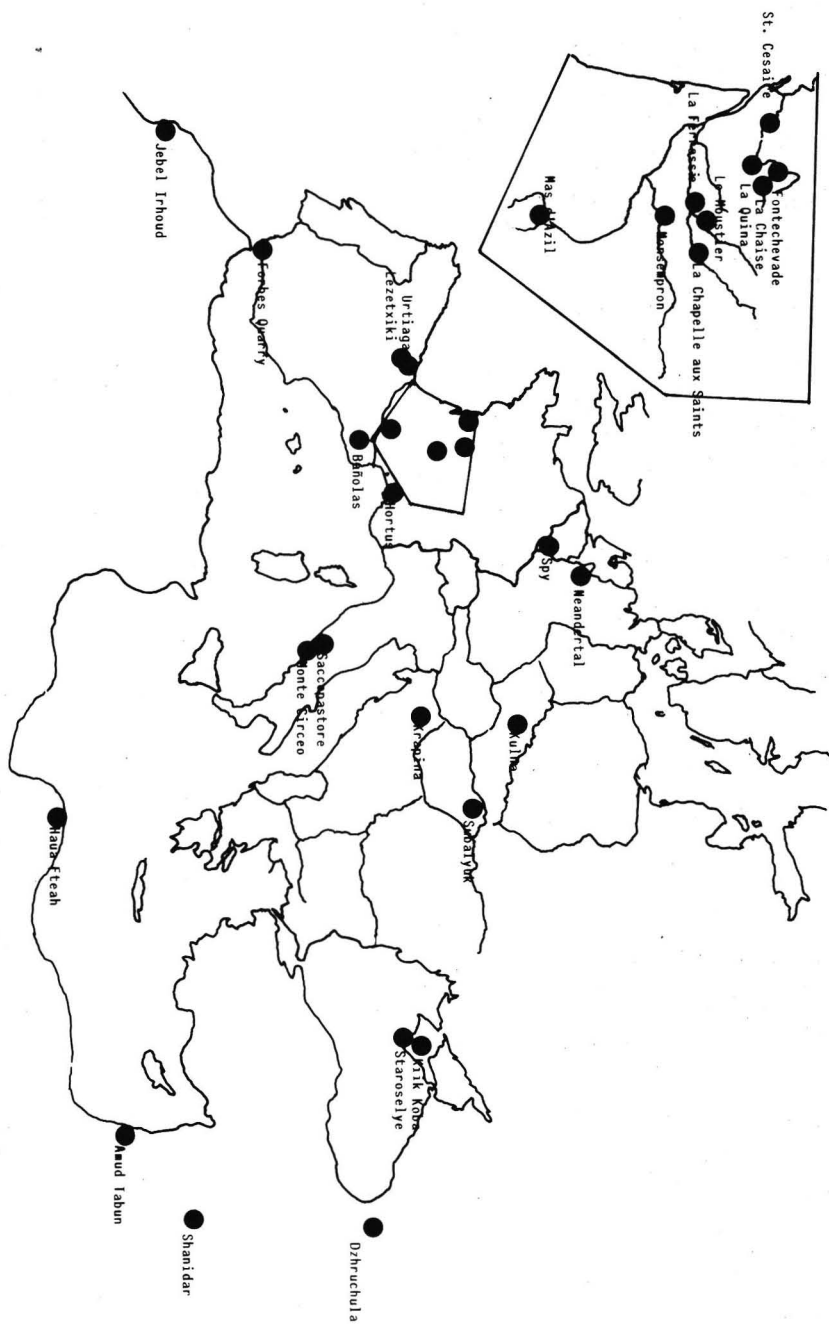 St. Cesaire
Fontechevade
La Chaise
La Quina
La Ferrassie
Le Moustier
La Chapelle aux Saints
Monsempron
Mas d'Azil
Jebel Irhoud
Forbes Quarry
Urtiaga
Lezetxiki
Bañolas
Hortus
Spy
Neandertal
Saccopastore
Monte Circeo
Krapina
Kulna
Subalyuk
Haua Fteah
Kiik Koba
Staroselye
Amud Tabun
Shanidar
Dzhruchula